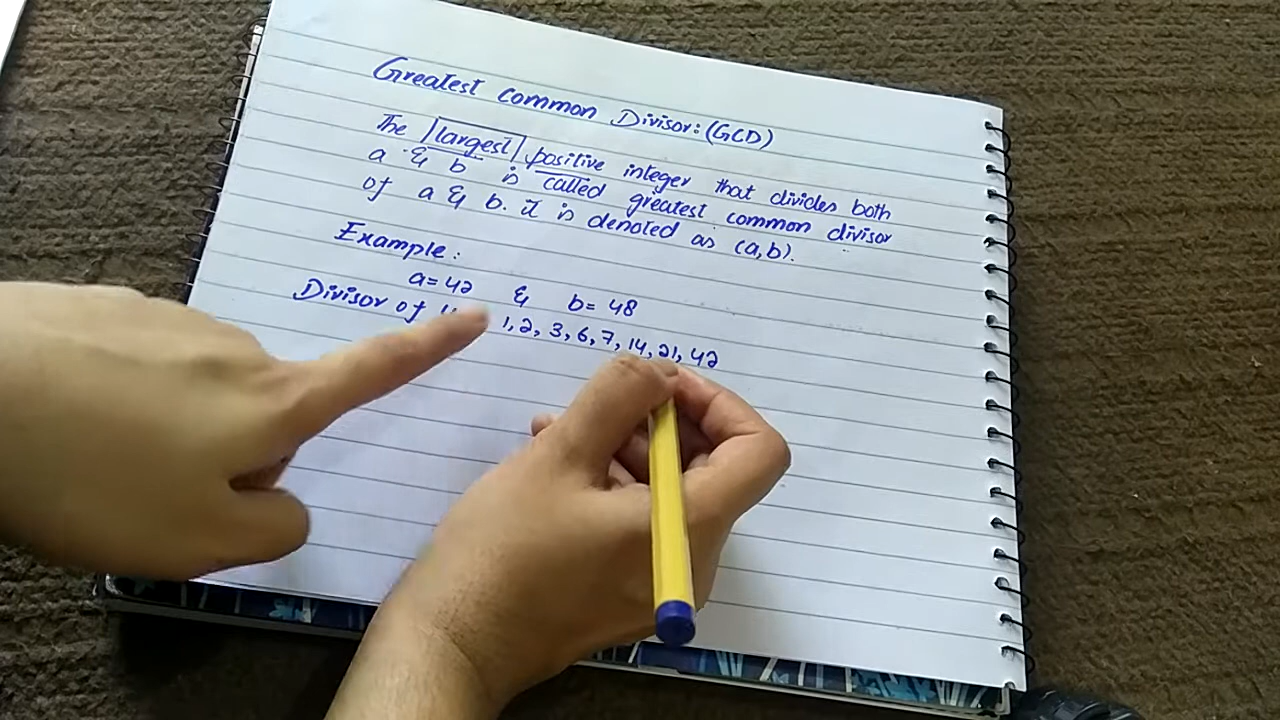 Greatest Common Divisor: (GCD)
The largest positive integer that divides both
a & b is called greatest common divisor
of a & b. it is denoted as (a,b).
Example:
a=42 & b= 48
Divisor of 1,2, 3,6,7, 14, 21, 42